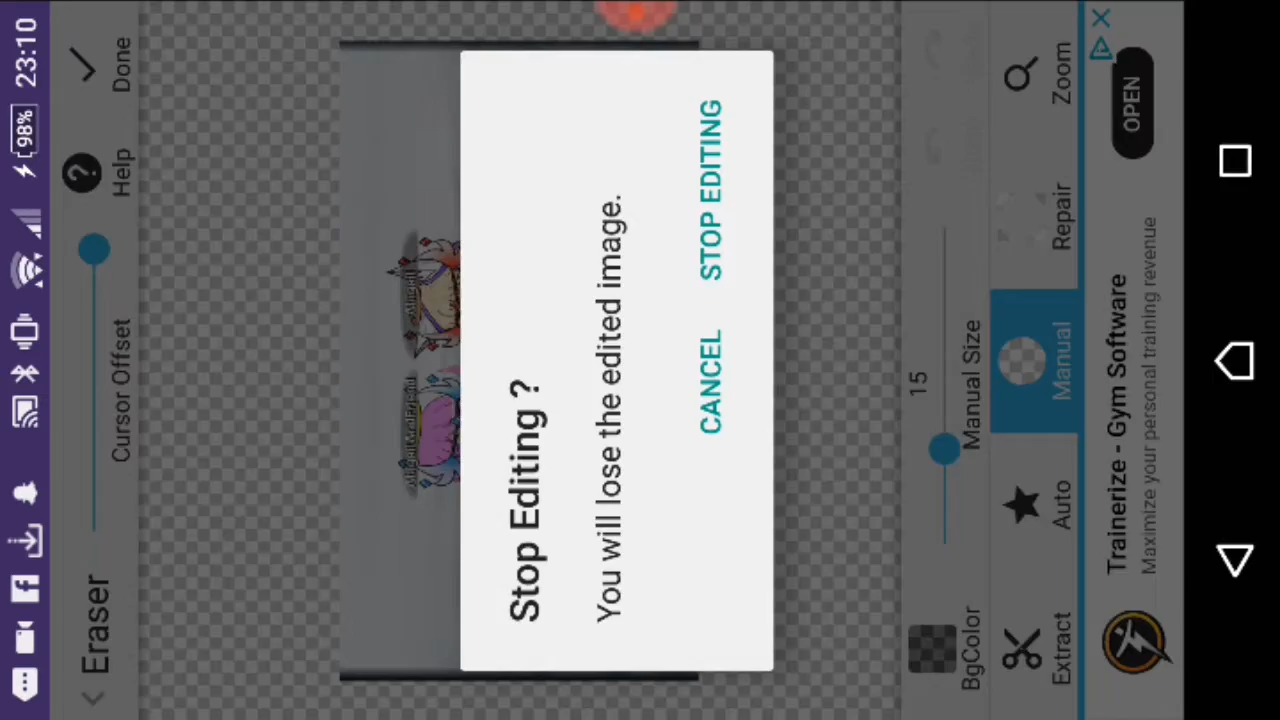 23:10
98%
Eraser
Help
Done
Cursor Offset
Stop Editing ?
You will lose the edited image.
CANCEL STOP EDITING
15
BgColor
Manual Size
Extract
Auto
Manual
Repair
Zoom
Trainerize - Gym Software
Maximize your personal training revenue
OPEN